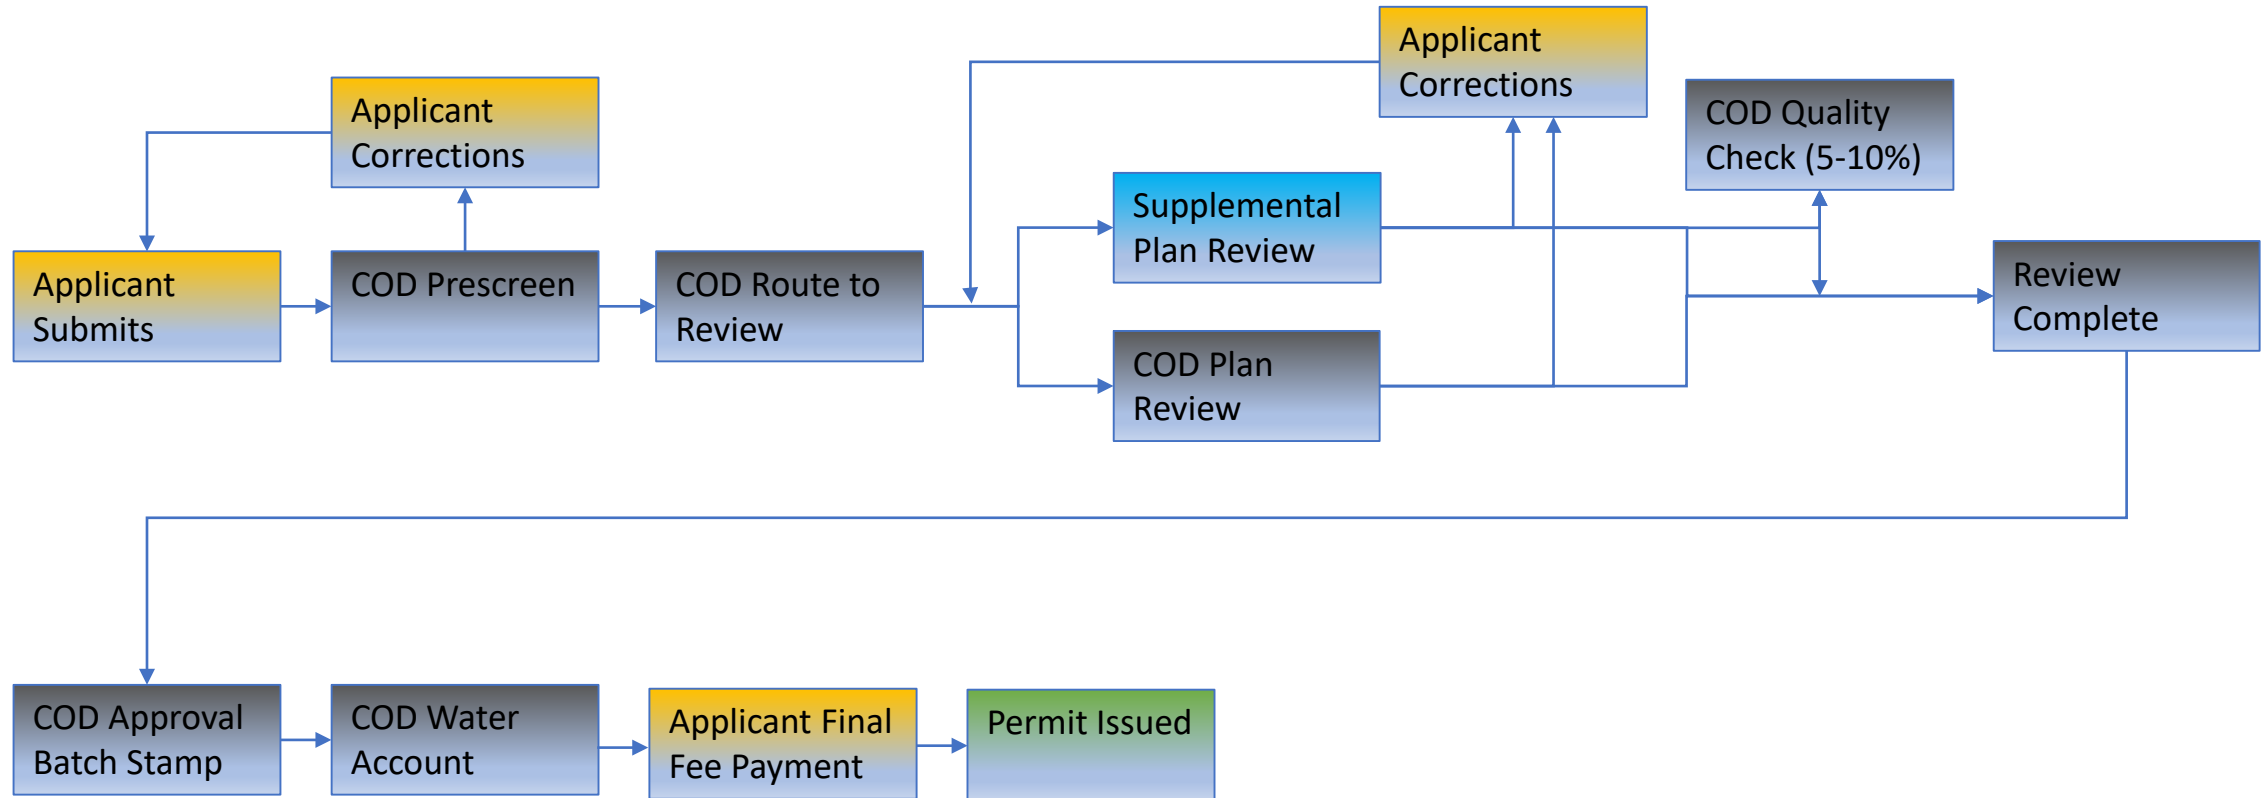 Applicant
Corrections
Applicant
Corrections
COD Quality
Check (5-10%)
Supplemental
Plan Review
Applicant
Submits
COD Prescreen
COD Route to
Review
Review
Complete
COD Plan
Review
COD Approval
Batch Stamp
COD Water
Account
Applicant Final
Fee Payment
Permit Issued